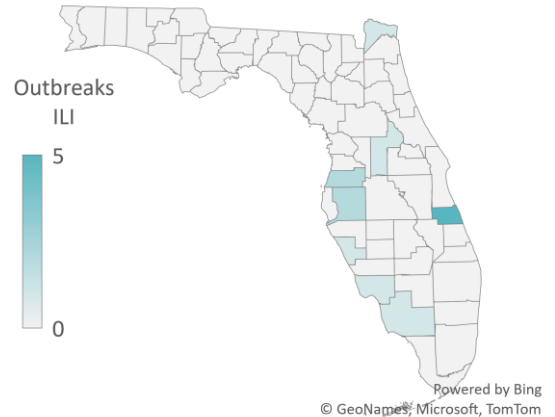 Outbreaks
ILI
5
0
Powered by Bing
© GeoNames, Microsoft, TomTom